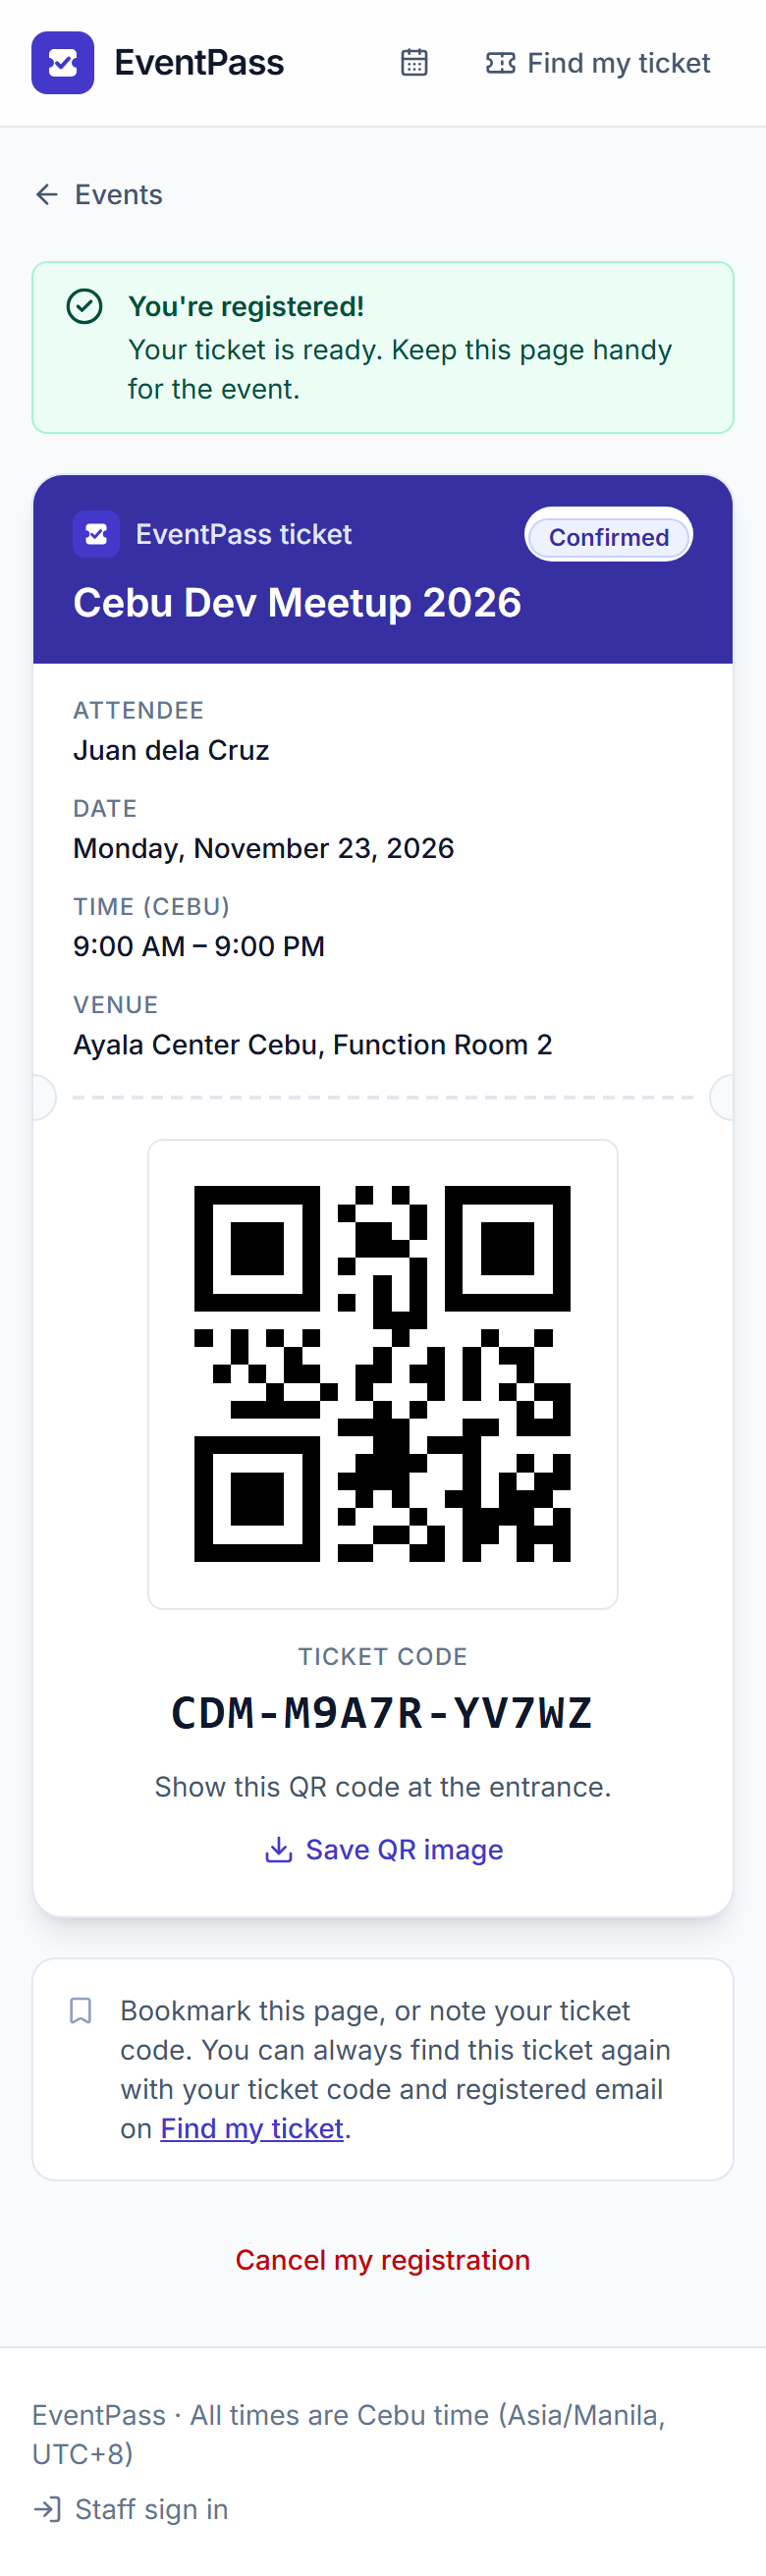 EventPass
Find my ticket
Events
You're registered!
Your ticket is ready. Keep this page handy
for the event.
EventPass ticket
Confirmed
Cebu Dev Meetup 2026
ATTENDEE
Juan dela Cruz
DATE
Monday, November 23, 2026
TIME (CEBU)
9:00 AM – 9:00 PM
VENUE
Ayala Center Cebu, Function Room 2
TICKET CODE
CDM-M9A7R-YV7WZ
Show this QR code at the entrance.
Save QR image
Bookmark this page, or note your ticket
code. You can always find this ticket again
with your ticket code and registered email
on Find my ticket.
Cancel my registration
EventPass · All times are Cebu time (Asia/Manila,
UTC+8)
Staff sign in